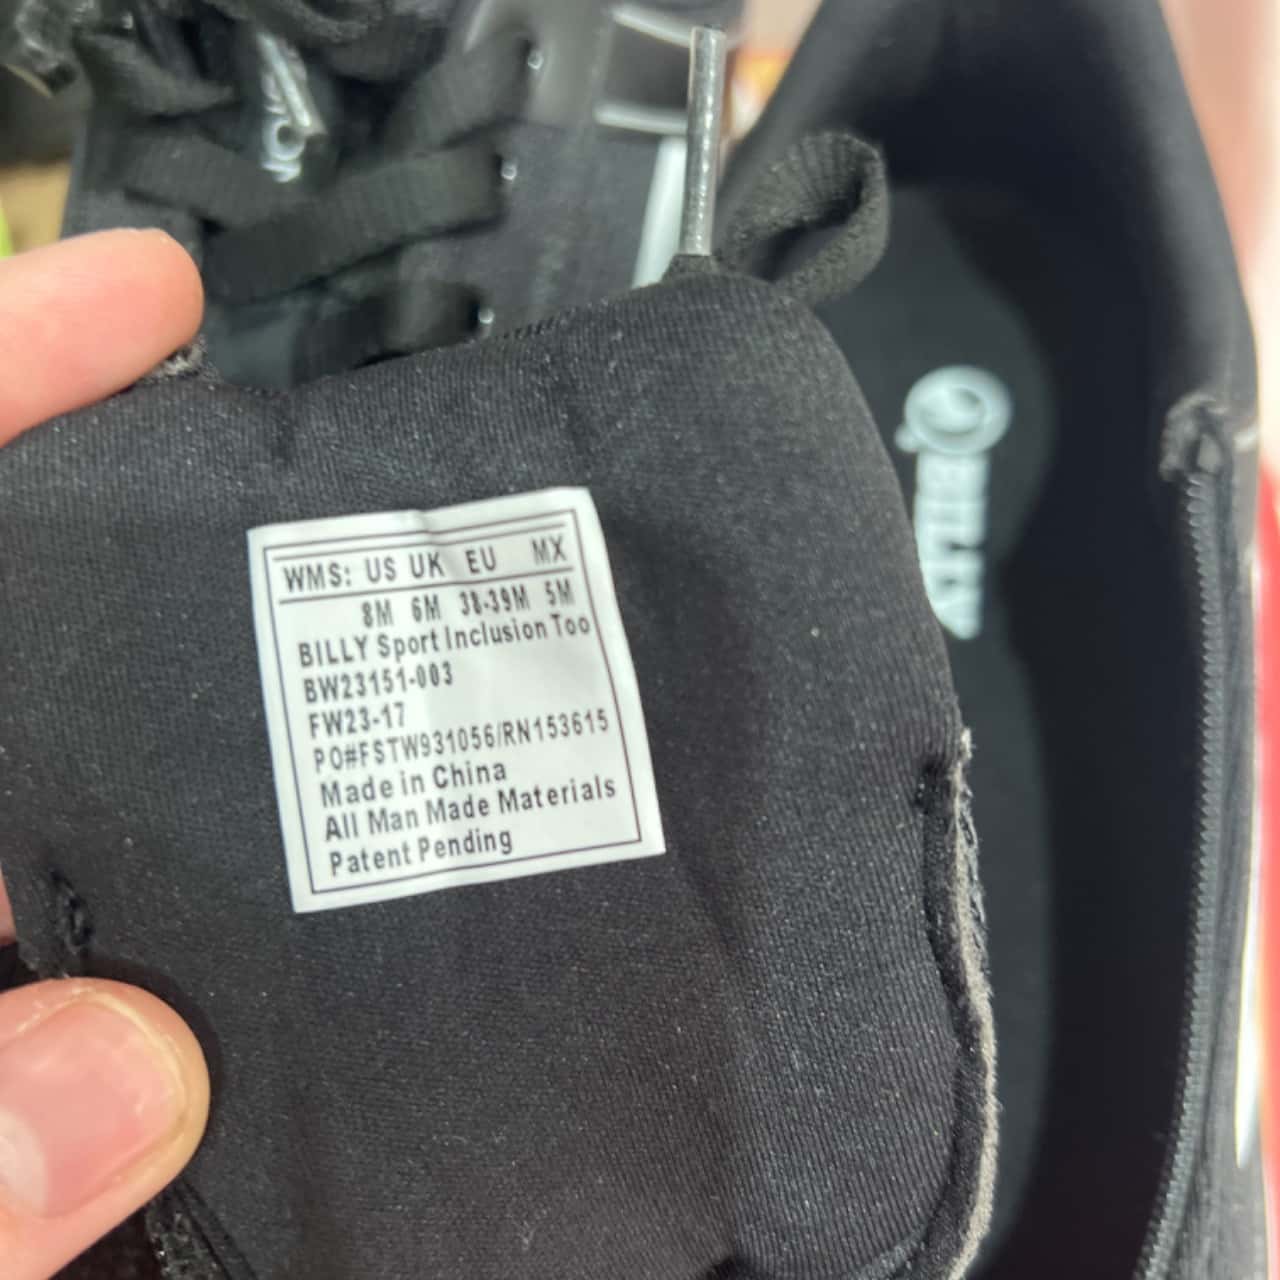 WMS: US UK EU MX
8M 6M 38-39M 5M
BILLY Sport Inclusion Too
BW23151-003
FW23-17
PO#FSTW931056/RN153615
Made in China
All Man Made Materials
Patent Pending
BILLY